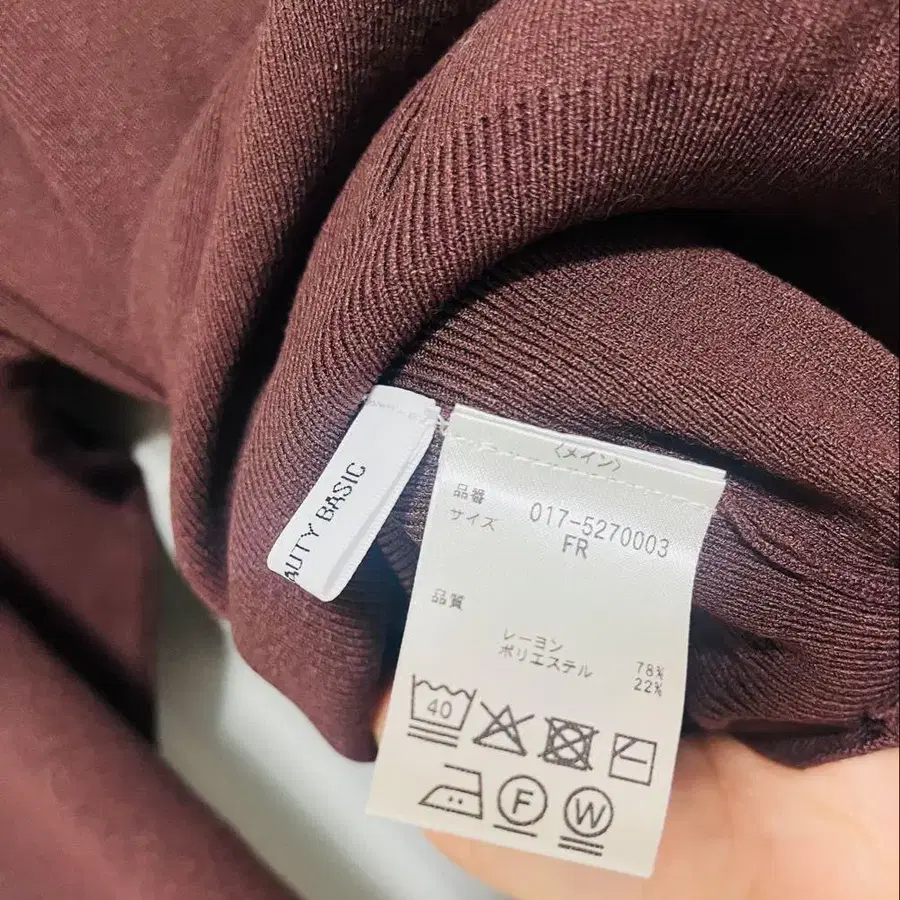 AUTY BASIC
〈メイン〉
品番 017-5270003
サイズ FR
品質
レーヨン 78%
ポリエステル 22%
40
F
W